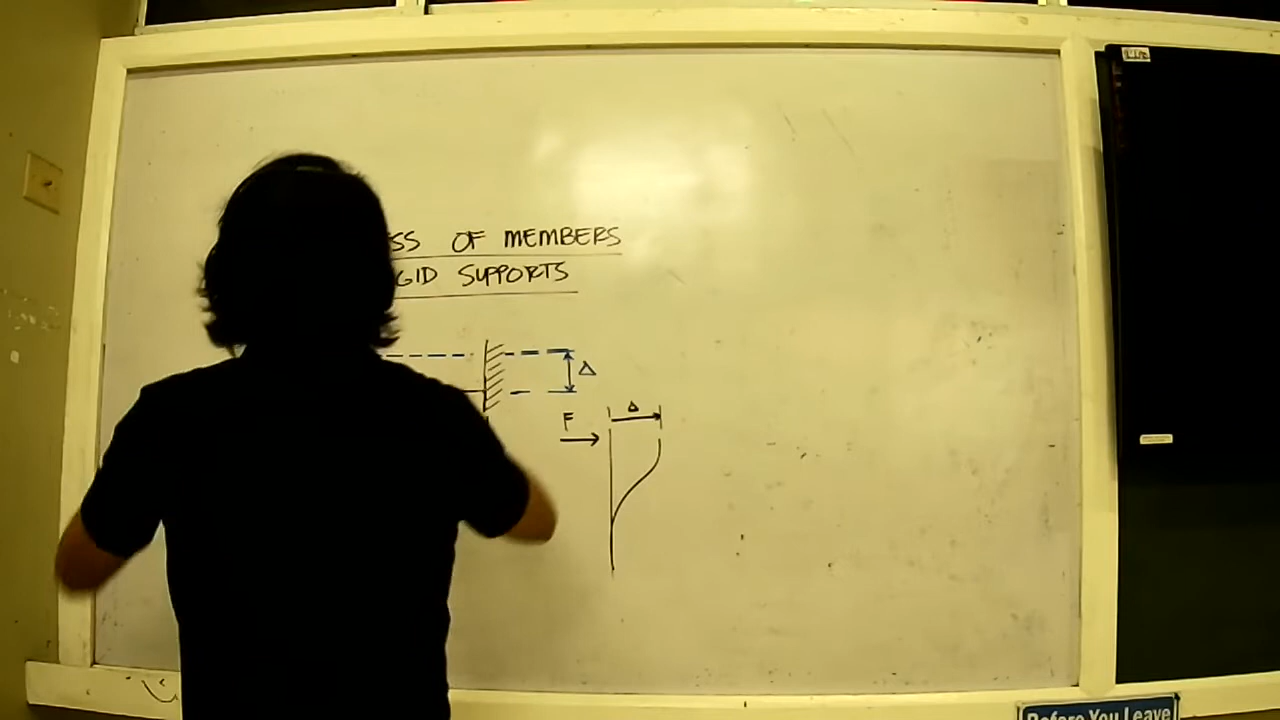 SS OF MEMBERS
GID SUPPORTS
Δ
Δ
F
Before You Leave